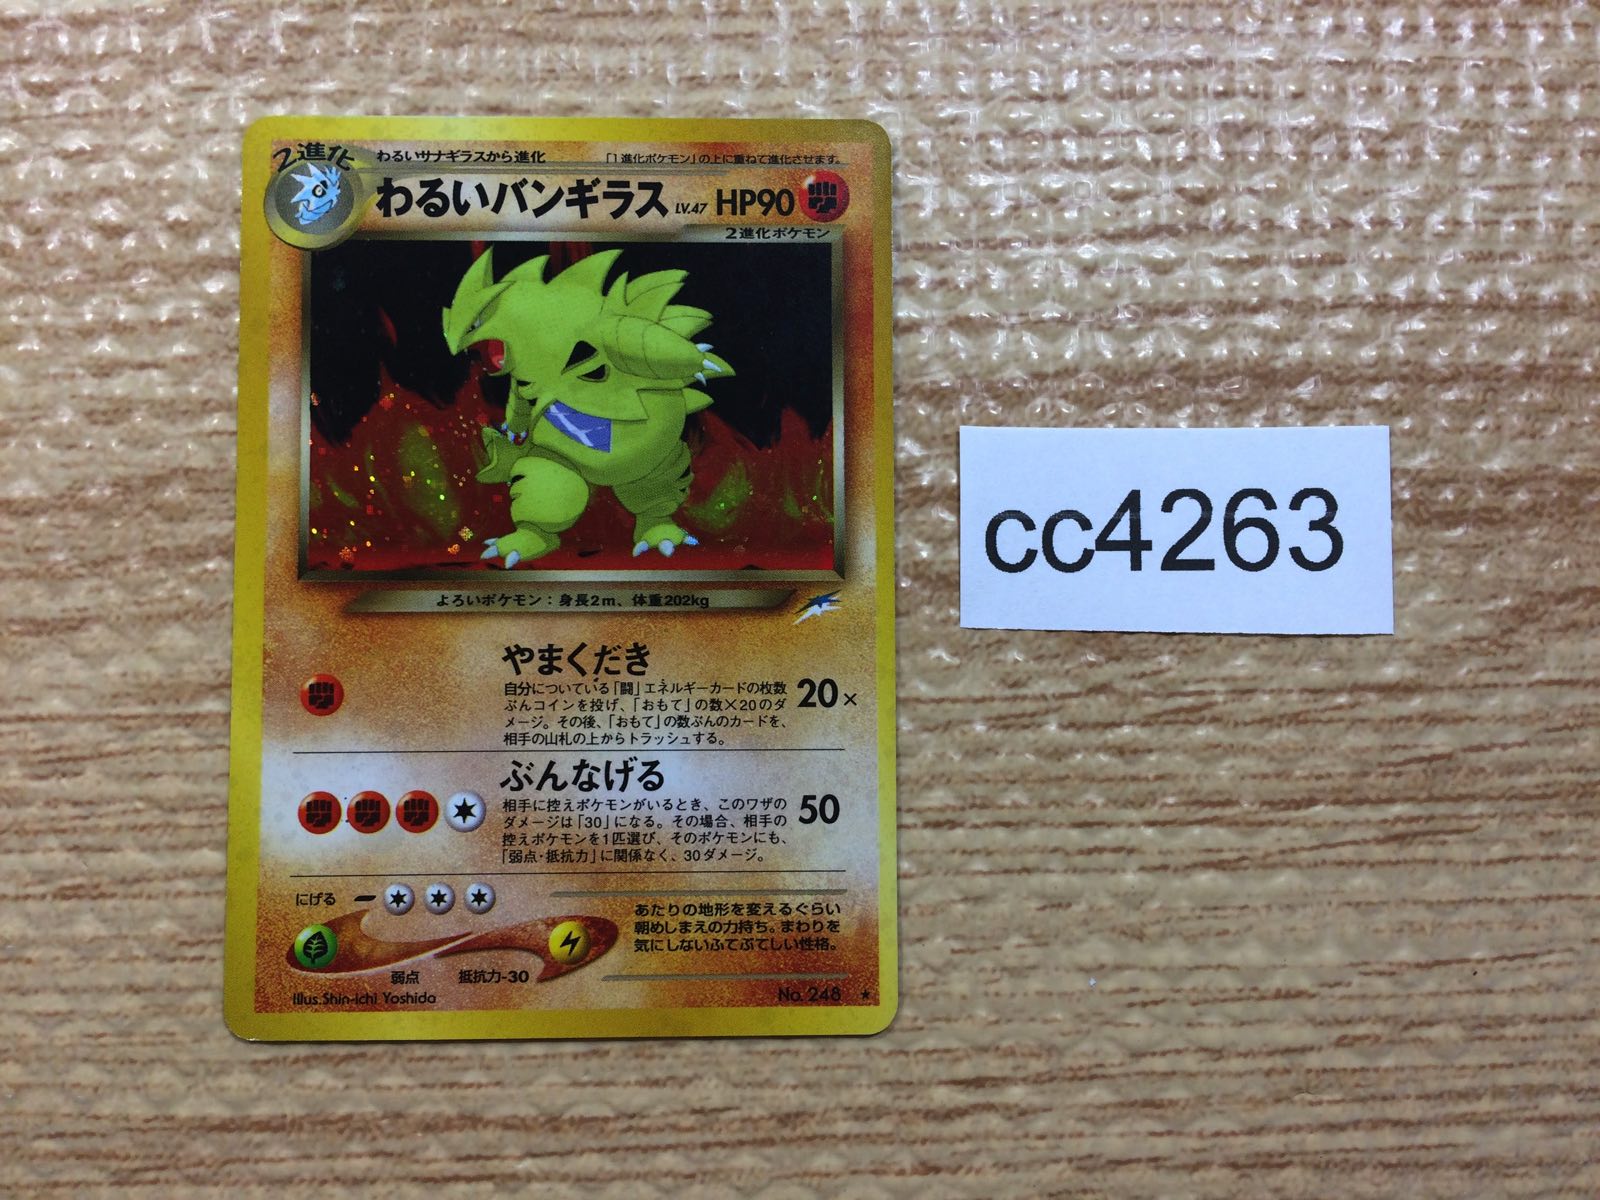 2進化
わるいサナギラスから進化
「1進化ポケモン」の上に重ねて進化させます。
わるいバンギラス LV.47 HP90
2進化ポケモン
よろいポケモン：身長2m、体重202kg
やまくだき
自分についている「闘」エネルギーカードの枚数
ぶんコインを投げ、「おもて」の数×20のダ
メージ。その後、「おもて」の数ぶんのカードを、
相手の山札の上からトラッシュする。
20×
ぶんなげる
相手に控えポケモンがいるとき、このワザの
ダメージは「30」になる。その場合、相手の
控えポケモンを1匹選び、そのポケモンにも、
「弱点・抵抗力」に関係なく、30ダメージ。
50
にげる
弱点
抵抗力-30
あたりの地形を変えるぐらい
朝めしまえの力持ち。まわりを
気にしないふてぶてしい性格。
Illus.Shin-ichi Yoshida
No.248 ★
cc4263